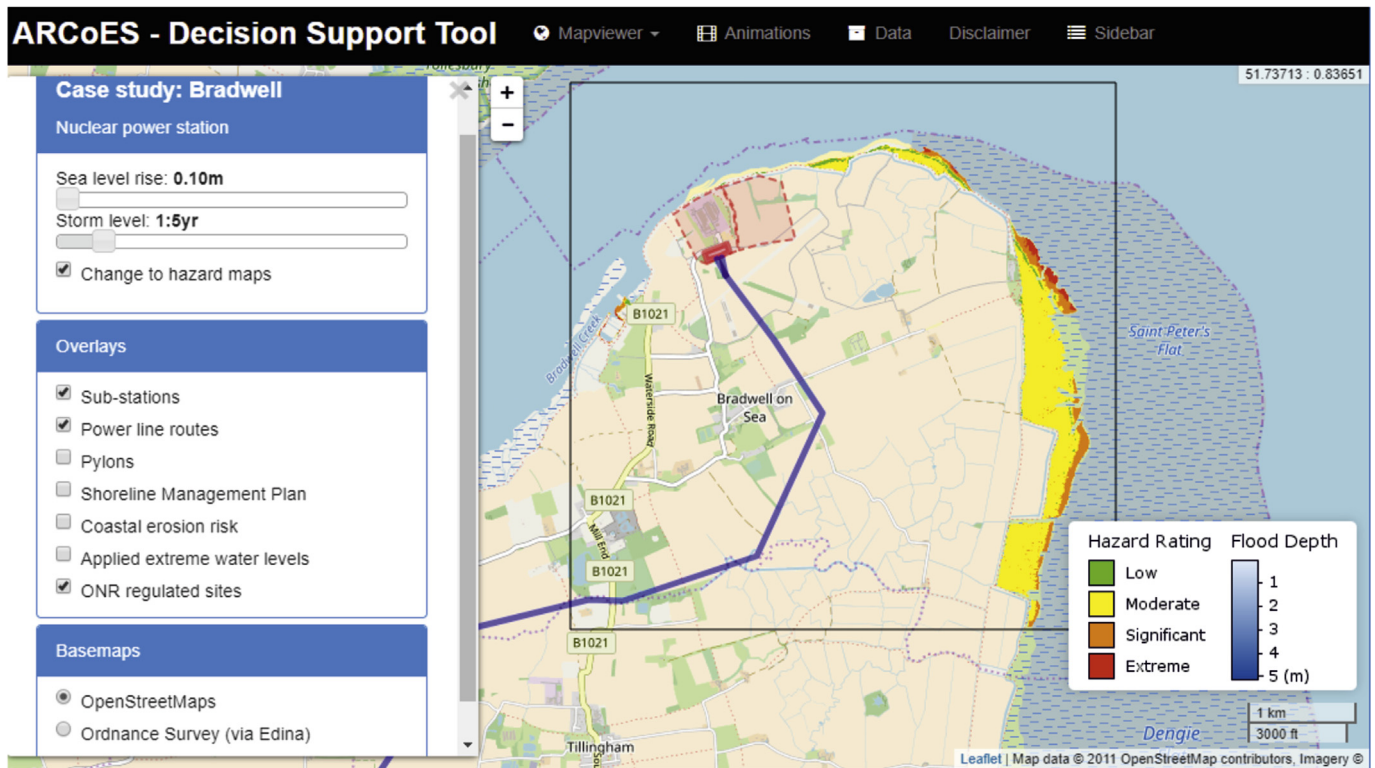 ARCoES - Decision Support Tool
Mapviewer
Animations
Data
Disclaimer
Sidebar
51.73713 : 0.83651
Case study: Bradwell
Nuclear power station
Sea level rise: 0.10m
Storm level: 1:5yr
Change to hazard maps
Overlays
Sub-stations
Power line routes
Pylons
Shoreline Management Plan
Coastal erosion risk
Applied extreme water levels
ONR regulated sites
Basemaps
OpenStreetMaps
Ordnance Survey (via Edina)
+
−
B1021
Bradwell Creek
Waterside Road
Bradwell on
Sea
Saint Peter's
Flat
B1021
Mill End
B1021
B1021
Tillingham
Dengie
Hazard Rating
Low
Moderate
Significant
Extreme
Flood Depth
1
2
3
4
5 (m)
1 km
3000 ft
Leaflet | Map data © 2011 OpenStreetMap contributors, Imagery ©